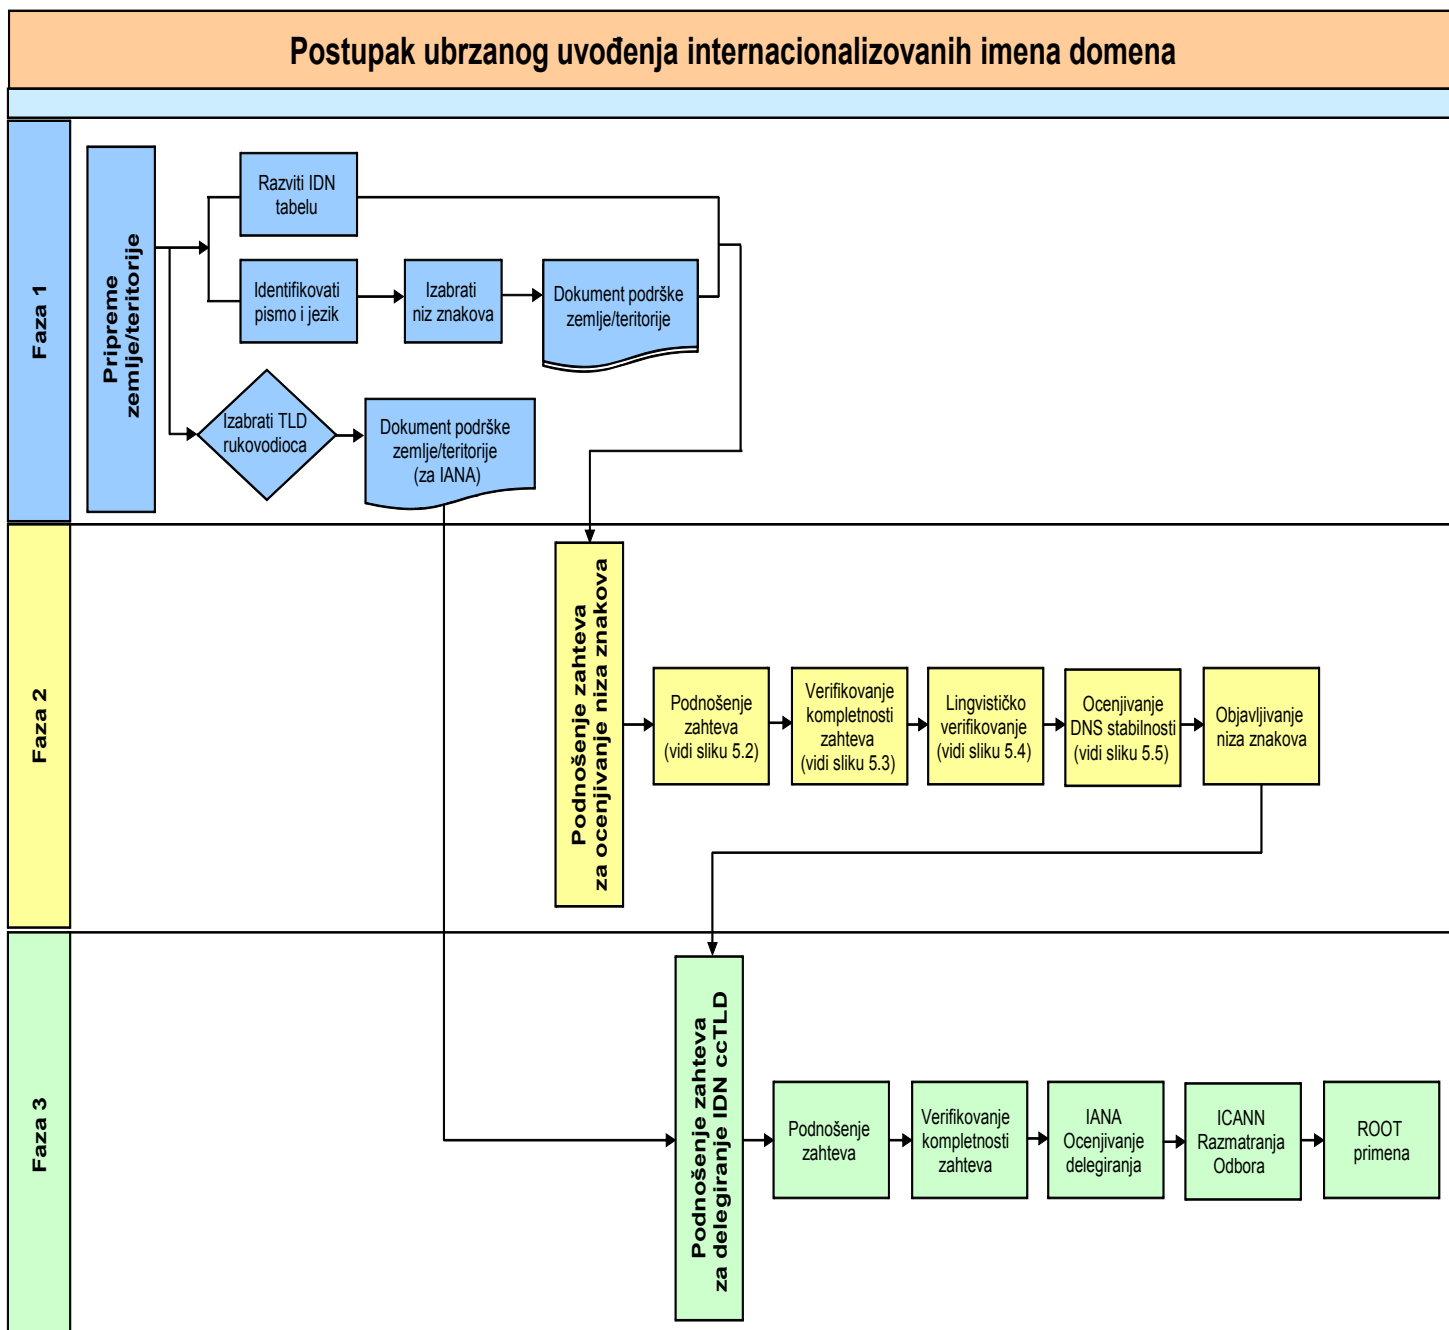 Postupak ubrzanog uvođenja internacionalizovanih imena domena
Faza 1
Pripreme
zemlje/teritorije
Razviti IDN
tabelu
Identifikovati
pismo i jezik
Izabrati
niz znakova
Dokument podrške
zemlje/teritorije
Izabrati TLD
rukovodioca
Dokument podrške
zemlje/teritorije
(za IANA)
Faza 2
Podnošenje zahteva
za ocenjivanje niza znakova
Podnošenje
zahteva
(vidi sliku 5.2)
Verifikovanje
kompletnosti
zahteva
(vidi sliku 5.3)
Lingvističko
verifikovanje
(vidi sliku 5.4)
Ocenjivanje
DNS stabilnosti
(vidi sliku 5.5)
Objavljivanje
niza znakova
Faza 3
Podnošenje zahteva
za delegiranje IDN ccTLD
Podnošenje
zahteva
Verifikovanje
kompletnosti
zahteva
IANA
Ocenjivanje
delegiranja
ICANN
Razmatranja
Odbora
ROOT
primena